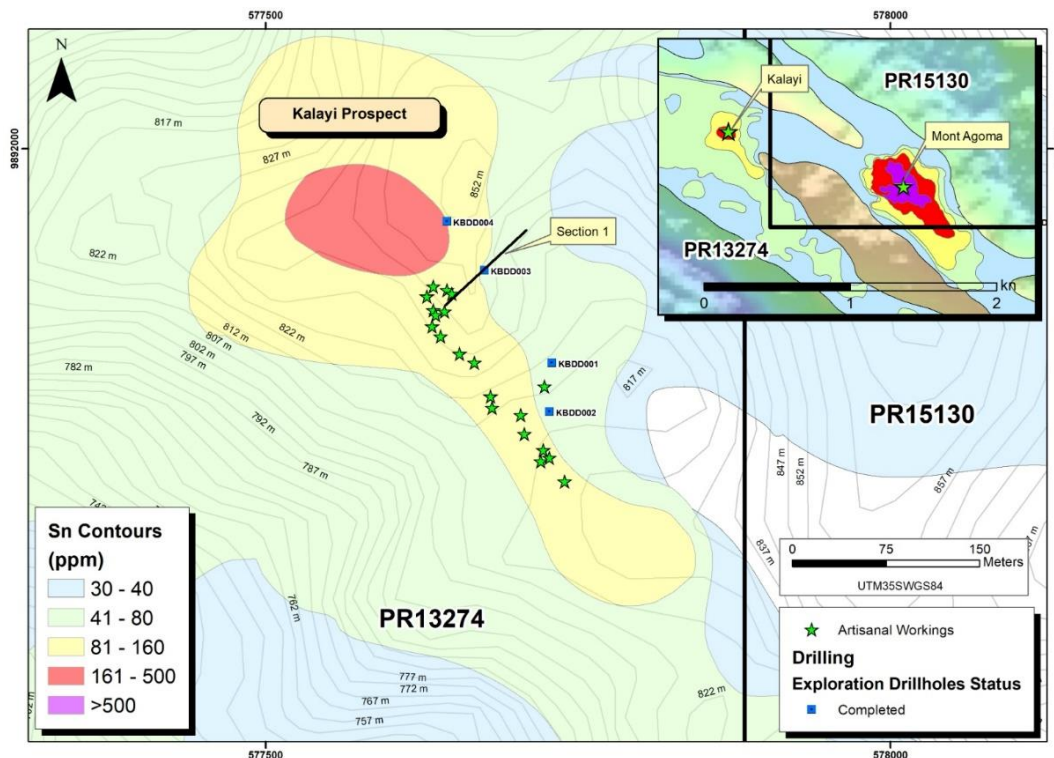 577500
578000
N
Kalayi Prospect
817 m
827 m
852 m
9892000
KBDD004
Section 1
KBDD003
822 m
812 m
807 m
802 m
797 m
822 m
782 m
792 m
787 m
KBDD001
817 m
KBDD002
PR15130
847 m
852 m
857 m
837 m
762 m
PR13274
777 m
772 m
767 m
757 m
822 m
Kalayi
PR15130
Mont Agoma
PR13274
km
0 1 2
Sn Contours
(ppm)
30 - 40
41 - 80
81 - 160
161 - 500
>500
0 75 150
Meters
UTM35SWGS84
Artisanal Workings
Drilling
Exploration Drillholes Status
Completed
577500
578000